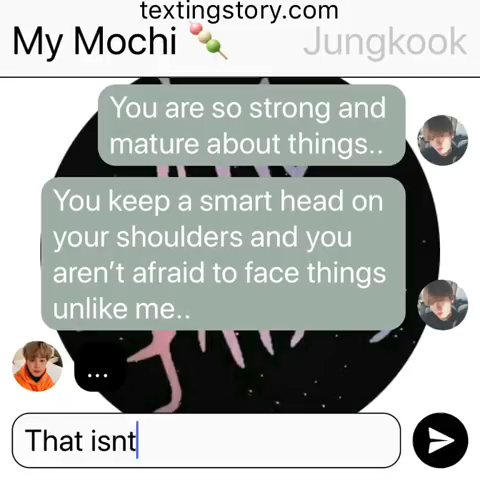 textingstory.com
My Mochi 🍡 Jungkook
You are so strong and
mature about things..
You keep a smart head on
your shoulders and you
aren’t afraid to face things
unlike me..
...
That isnt